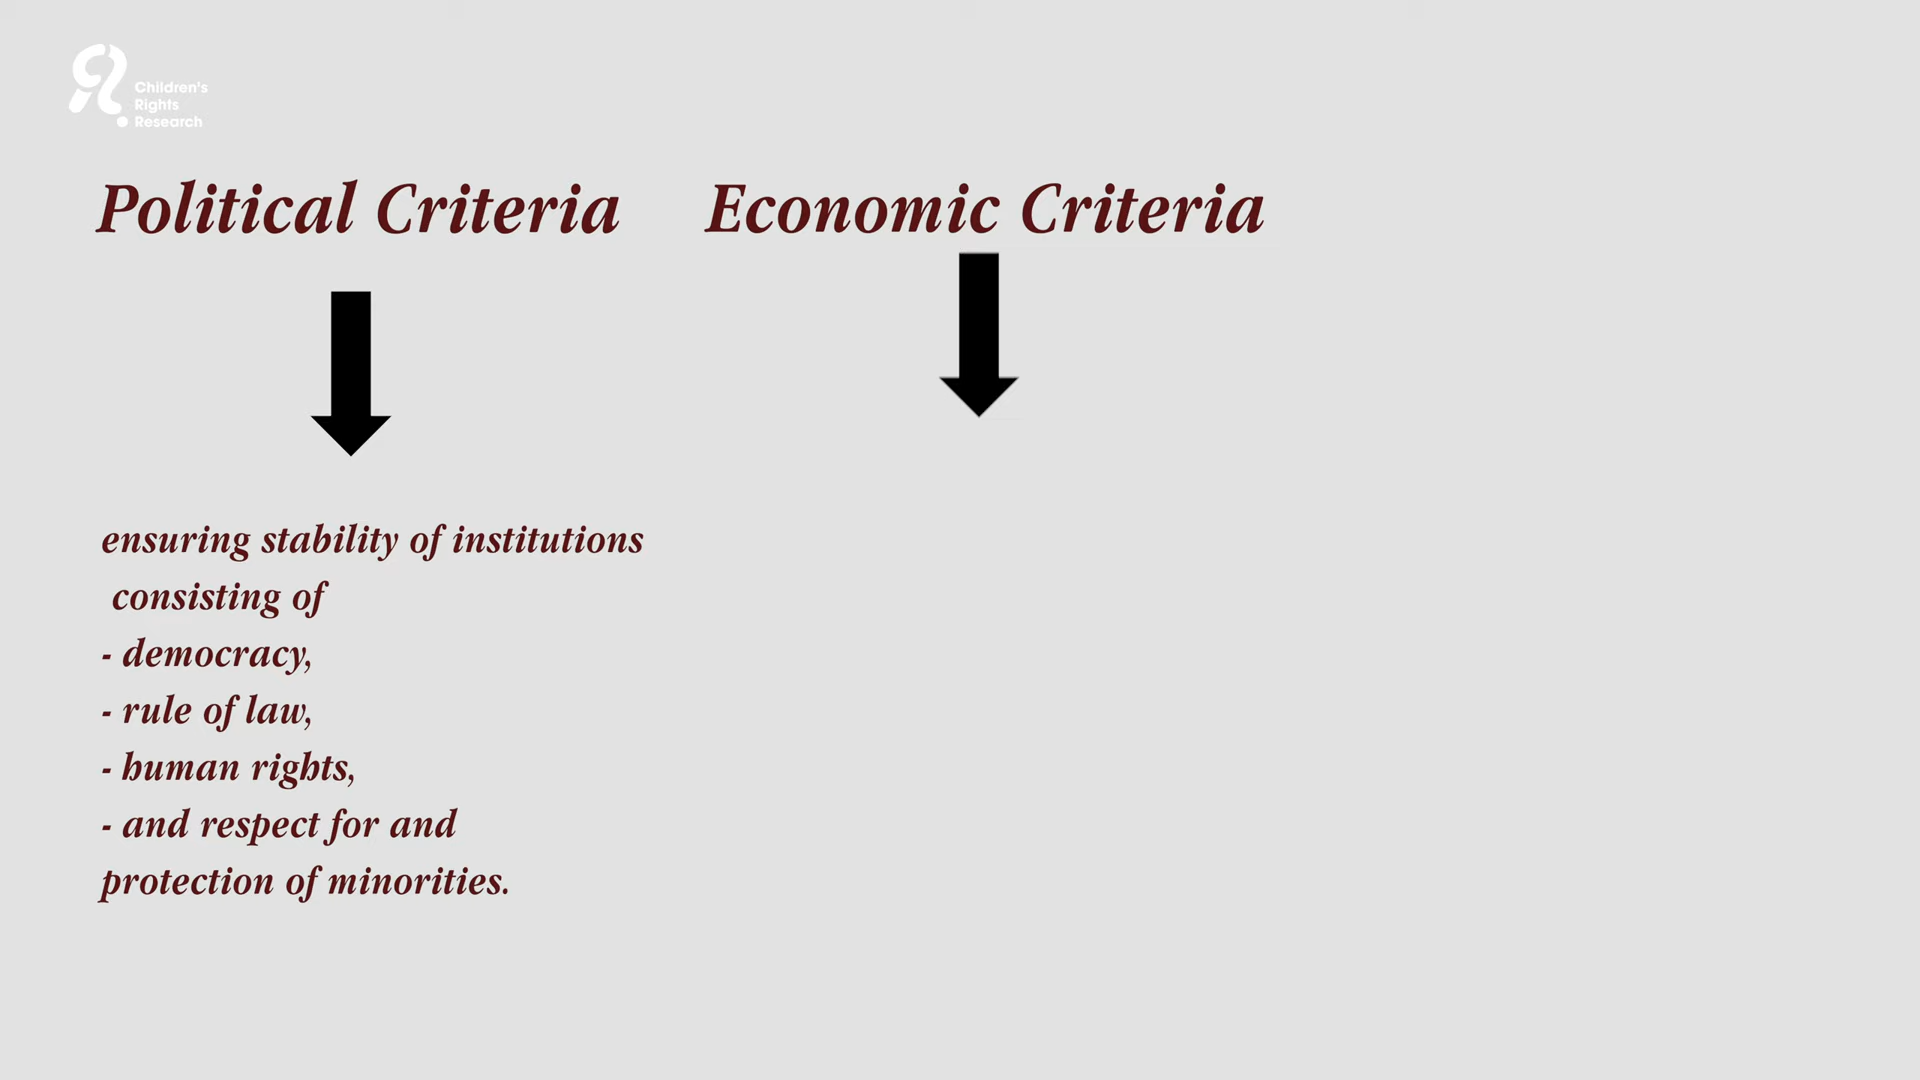 Children's
Rights
Research
Political Criteria
Economic Criteria
ensuring stability of institutions
consisting of
- democracy,
- rule of law,
- human rights,
- and respect for and
protection of minorities.